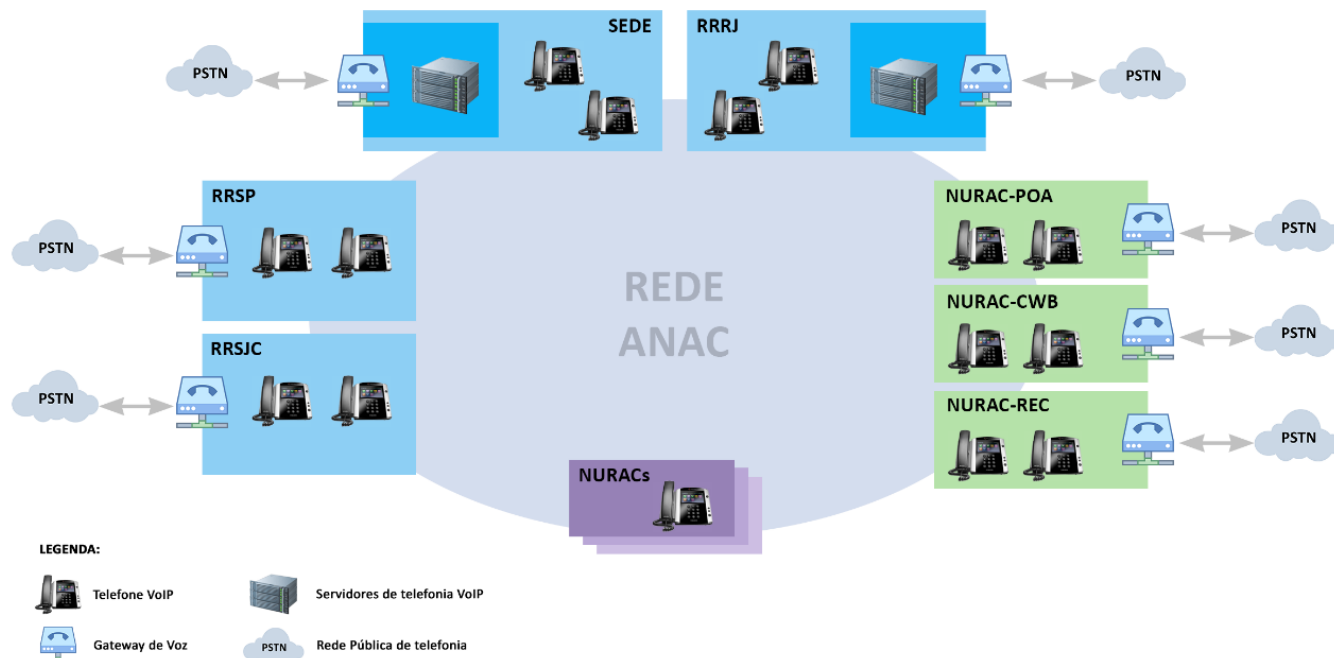 SEDE
RRRJ
PSTN
PSTN
RRSP
NURAC-POA
PSTN
PSTN
REDE
ANAC
NURAC-CWB
PSTN
RRSJC
PSTN
NURAC-REC
PSTN
NURACs
LEGENDA:
Telefone VoIP
Servidores de telefonia VoIP
Gateway de Voz
PSTN
Rede Pública de telefonia